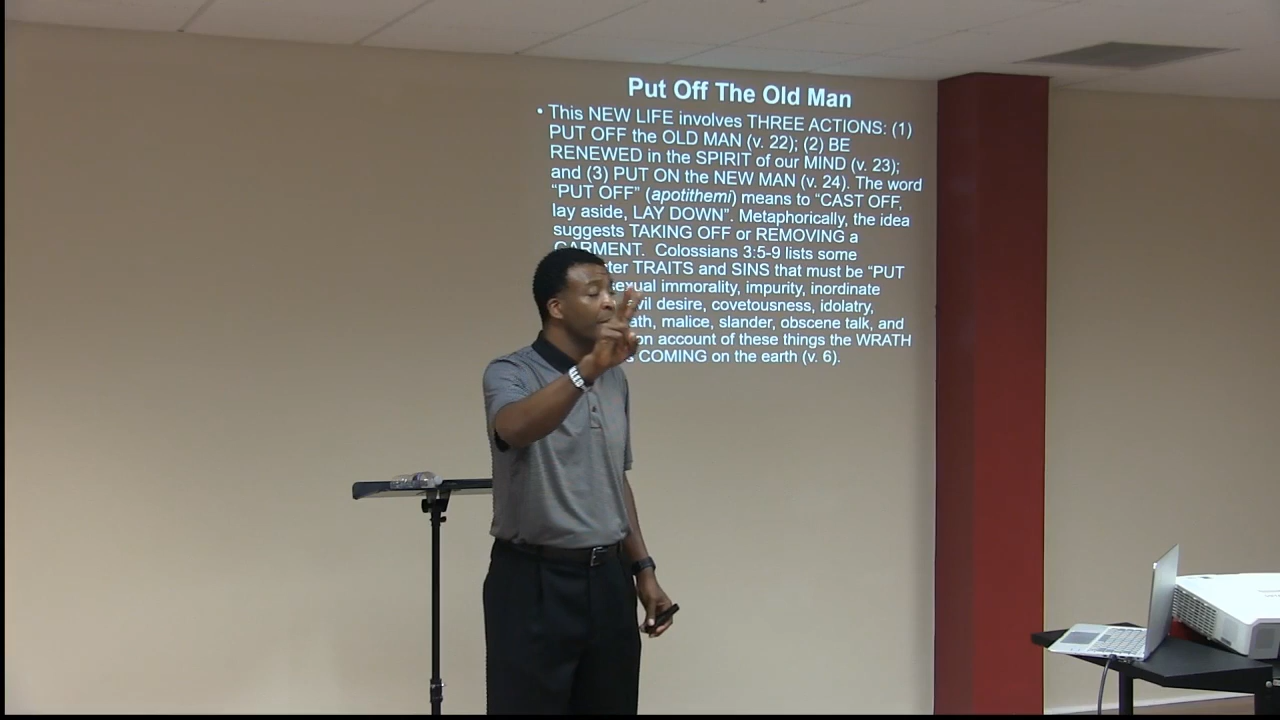 Put Off The Old Man
• This NEW LIFE involves THREE ACTIONS: (1)
PUT OFF the OLD MAN (v. 22); (2) BE
RENEWED in the SPIRIT of our MIND (v. 23);
and (3) PUT ON the NEW MAN (v. 24). The word
“PUT OFF” (apotithemi) means to “CAST OFF,
lay aside, LAY DOWN”. Metaphorically, the idea
suggests TAKING OFF or REMOVING a
GARMENT. Colossians 3:5-9 lists some
TRAITS and SINS that must be “PUT
sexual immorality, impurity, inordinate
evil desire, covetousness, idolatry,
malice, slander, obscene talk, and
on account of these things the WRATH
COMING on the earth (v. 6).